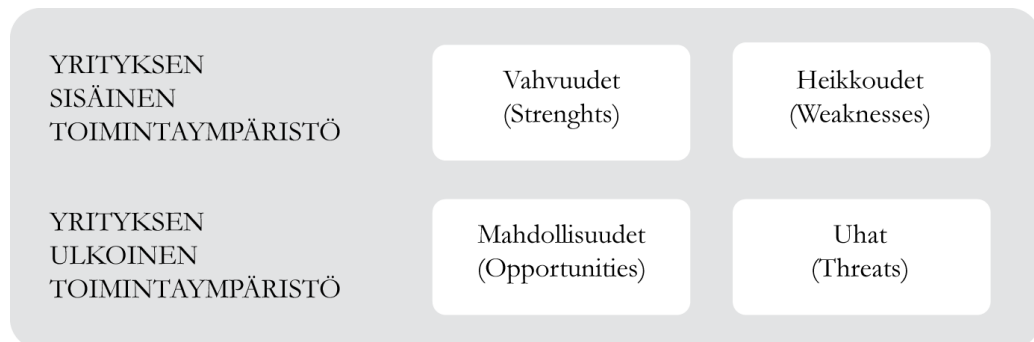 YRITYKSEN
SISÄINEN
TOIMINTAYMPÄRISTÖ
Vahvuudet
(Strenghts)
Heikkoudet
(Weaknesses)
YRITYKSEN
ULKOINEN
TOIMINTAYMPÄRISTÖ
Mahdollisuudet
(Opportunities)
Uhat
(Threats)